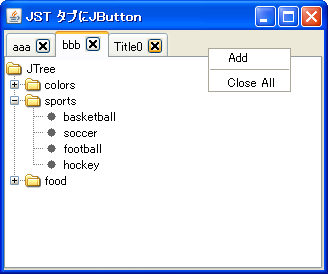 JST タブにJButton
aaa bbb Title0
Add
Close All
JTree
colors
sports
basketball
soccer
football
hockey
food